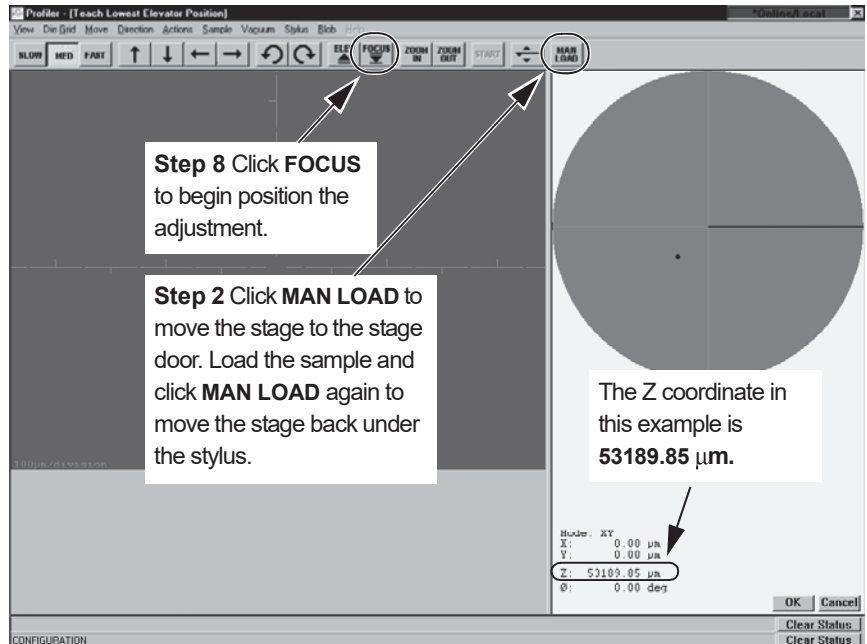 Profiler - [Teach Lowest Elevator Position]
*Online/Local
View Die Grid Move Direction Actions Sample Vacuum Stylus Blob Help
SLOW MED FAST
ELEV FOCUS ZOOM IN ZOOM OUT START MAN LOAD
Step 8 Click FOCUS
to begin position the
adjustment.
Step 2 Click MAN LOAD to
move the stage to the stage
door. Load the sample and
click MAN LOAD again to
move the stage back under
the stylus.
The Z coordinate in
this example is
53189.85 μm.
100μm/division
Mode: XY
X: 0.00 μm
Y: 0.00 μm
Z: 53189.85 μm
Θ: 0.00 deg
OK Cancel
Clear Status
CONFIGURATION
Clear Status